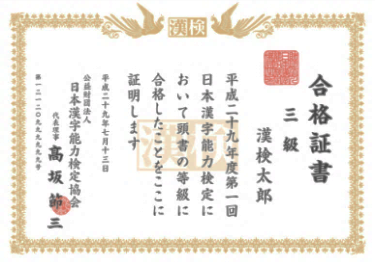 漢検
合格証書
三級
漢検太郎
平成二十九年度第一回
日本漢字能力検定に
おいて頭書の等級に
合格したことをここに
証明します
平成二十九年七月十三日
公益財団法人
日本漢字能力検定協会
代表理事 高坂節三